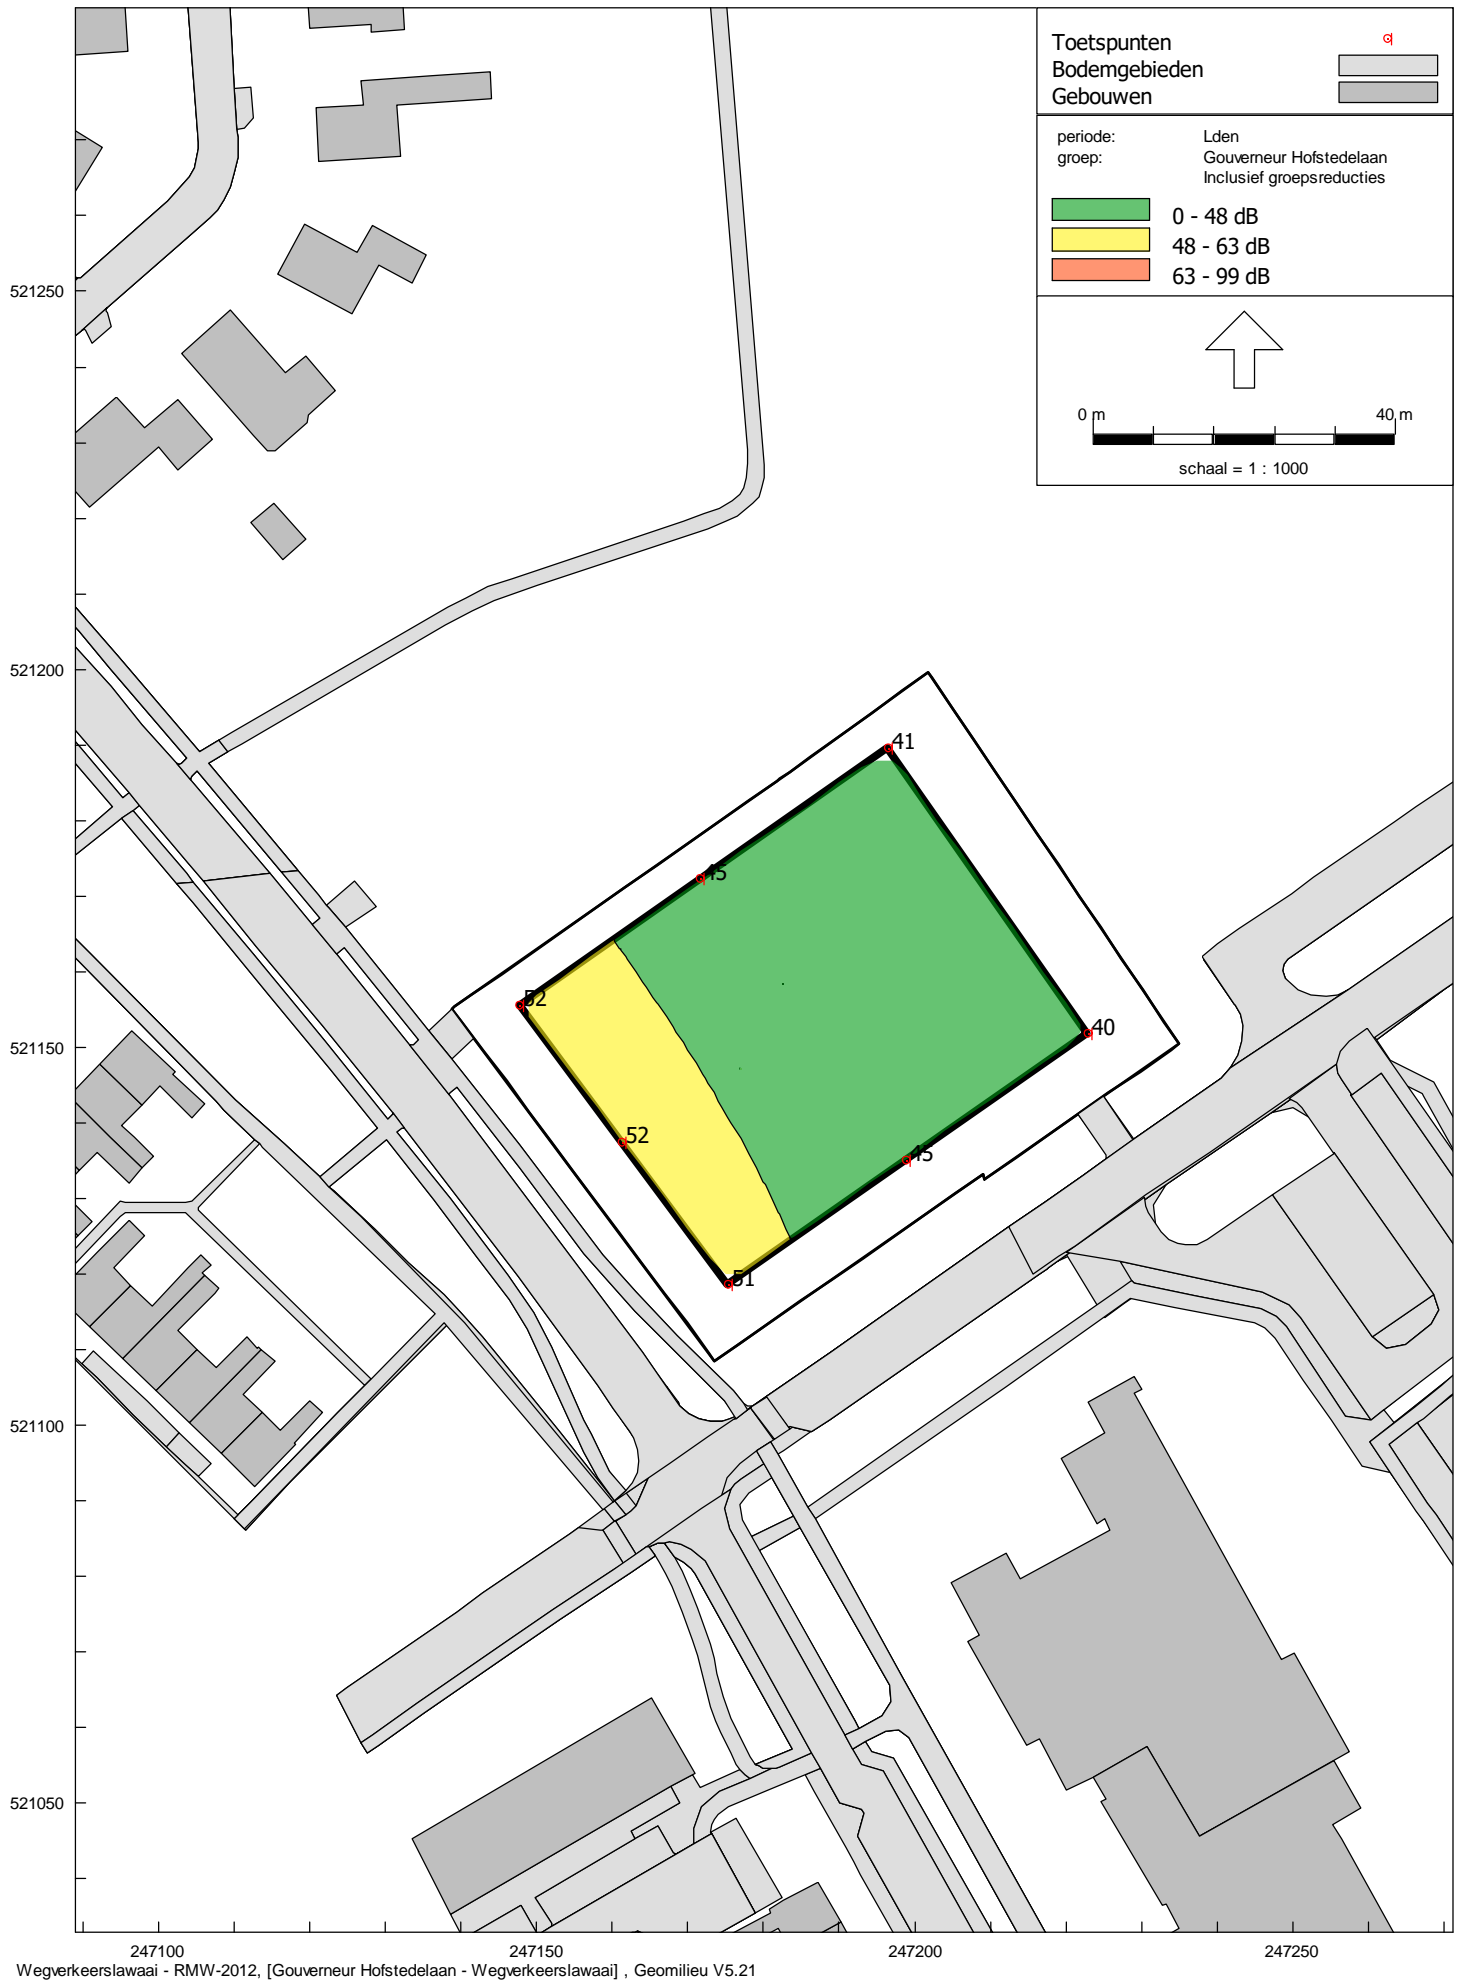 Toetspunten
Bodemgebieden
Gebouwen
periode: Lden
groep: Gouverneur Hofstedelaan
Inclusief groepsreducties
0 - 48 dB
48 - 63 dB
63 - 99 dB
0 m 40 m
schaal = 1 : 1000
521250
521200
41
45
52
521150
40
52
45
51
521100
521050
247100 247150 247200 247250
Wegverkeerslawaai - RMW-2012, [Gouverneur Hofstedelaan - Wegverkeerslawaai] , Geomilieu V5.21